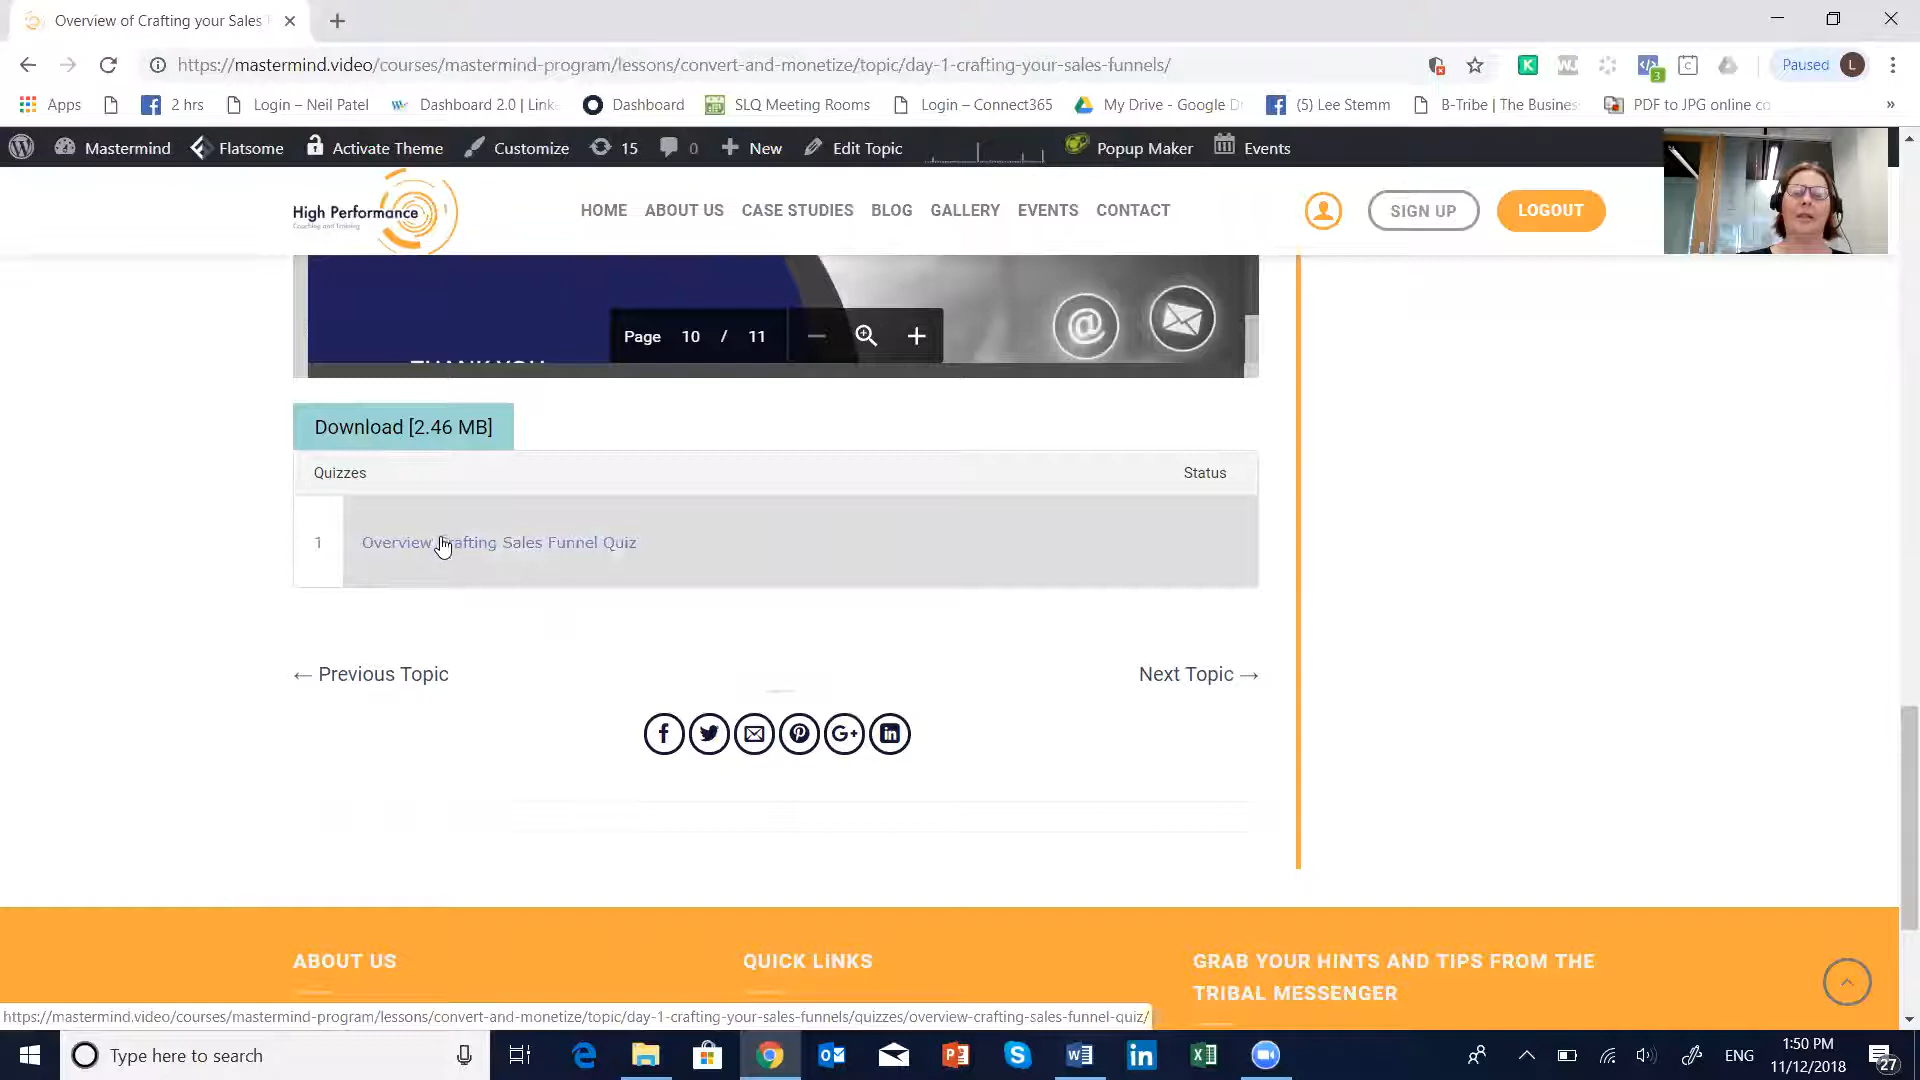 Overview of Crafting your Sales
https://mastermind.video/courses/mastermind-program/lessons/convert-and-monetize/topic/day-1-crafting-your-sales-funnels/
3
Paused L
Apps
2 hrs
Login – Neil Patel
Dashboard 2.0 | Link
Dashboard
SLQ Meeting Rooms
Login – Connect365
My Drive - Google D
(5) Lee Stemm
B-Tribe | The Busines
PDF to JPG online co
»
Mastermind
Flatsome
Activate Theme
Customize
15
0
New
Edit Topic
Popup Maker
Events
High Performance
Coaching and Training
HOME ABOUT US CASE STUDIES BLOG GALLERY EVENTS CONTACT
SIGN UP
LOGOUT
Page 10 / 11
THANK YOU
Download [2.46 MB]
Quizzes Status
1 Overview Crafting Sales Funnel Quiz
← Previous Topic Next Topic →
ABOUT US
QUICK LINKS
GRAB YOUR HINTS AND TIPS FROM THE
TRIBAL MESSENGER
https://mastermind.video/courses/mastermind-program/lessons/convert-and-monetize/topic/day-1-crafting-your-sales-funnels/quizzes/overview-crafting-sales-funnel-quiz/
Type here to search
ENG
1:50 PM
11/12/2018
27